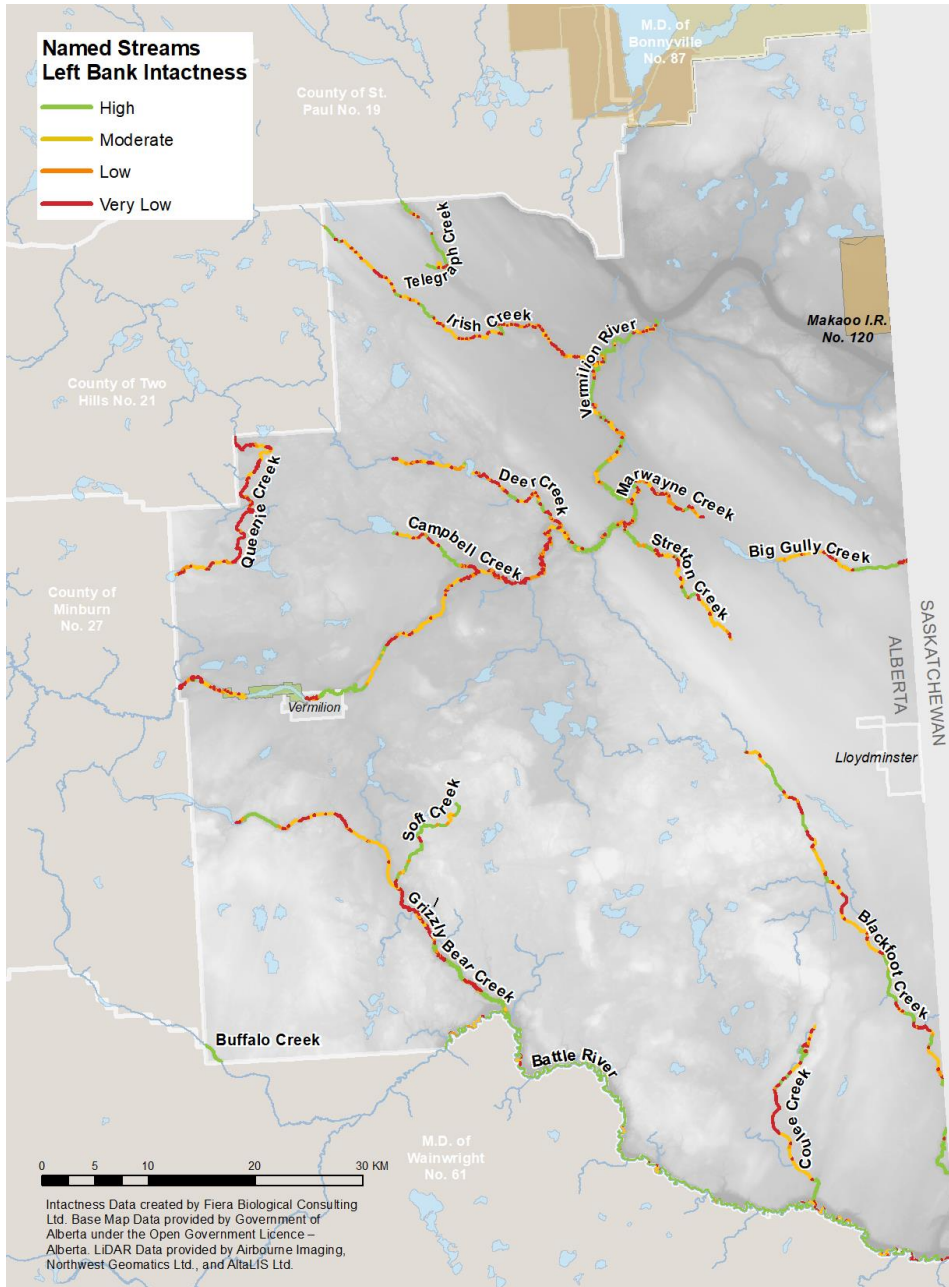 Named Streams
Left Bank Intactness
High
Moderate
Low
Very Low
M.D. of
Bonnyville
No. 87
County of St.
Paul No. 19
Telegraph Creek
Irish Creek
Vermilion River
Makaoo I.R.
No. 120
County of Two
Hills No. 21
Queenie Creek
Deer Creek
Marwayne Creek
Campbell Creek
Stretton Creek
Big Gully Creek
County of
Minburn
No. 27
SASKATCHEWAN
ALBERTA
Vermilion
Lloydminster
Soft Creek
Grizzly Bear Creek
Blackfoot Creek
Buffalo Creek
Battle River
Coulee Creek
M.D. of
Wainwright
No. 61
0 5 10 20 30 KM
Intactness Data created by Fiera Biological Consulting
Ltd. Base Map Data provided by Government of
Alberta under the Open Government Licence –
Alberta. LiDAR Data provided by Airbourne Imaging,
Northwest Geomatics Ltd., and AltaLIS Ltd.